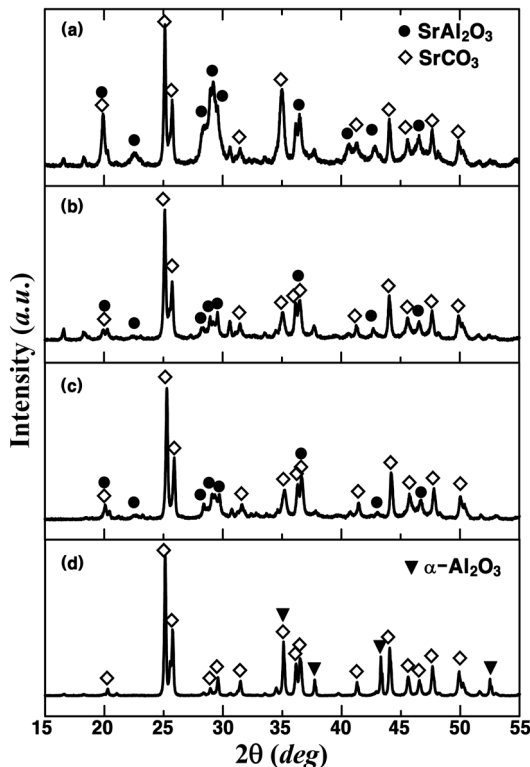 (a)
● SrAl₂O₃
◇ SrCO₃
(b)
(c)
(d)
▼ α-Al₂O₃
Intensity (a.u.)
15 20 25 30 35 40 45 50 55
2θ (deg)